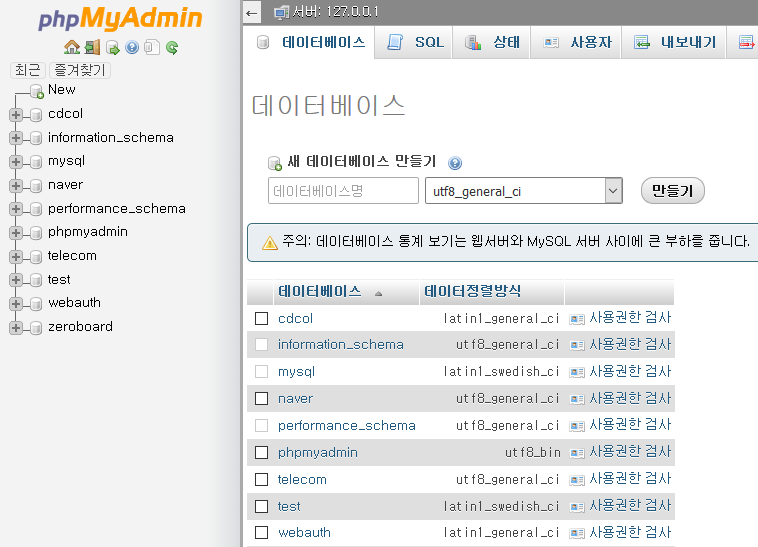 phpMyAdmin
최근 즐겨찾기
New
cdcol
information_schema
mysql
naver
performance_schema
phpmyadmin
telecom
test
webauth
zeroboard
서버: 127.0.0.1
데이터베이스 SQL 상태 사용자 내보내기
데이터베이스
새 데이터베이스 만들기
데이터베이스명 utf8_general_ci 만들기
주의: 데이터베이스 통계 보기는 웹서버와 MySQL 서버 사이에 큰 부하를 줍니다.
데이터베이스 데이터정렬방식
cdcol latin1_general_ci 사용권한 검사
information_schema utf8_general_ci 사용권한 검사
mysql latin1_swedish_ci 사용권한 검사
naver utf8_general_ci 사용권한 검사
performance_schema utf8_general_ci 사용권한 검사
phpmyadmin utf8_bin 사용권한 검사
telecom utf8_general_ci 사용권한 검사
test latin1_swedish_ci 사용권한 검사
webauth latin1_general_ci 사용권한 검사